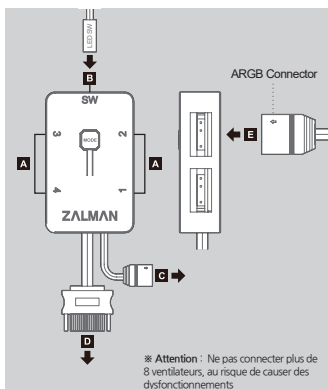 LED SW
B
SW
ARGB Connector
3
2
MODE
A
A
E
4
1
ZALMAN
C
D
※ Attention : Ne pas connecter plus de
8 ventilateurs, au risque de causer des
dysfonctionnements